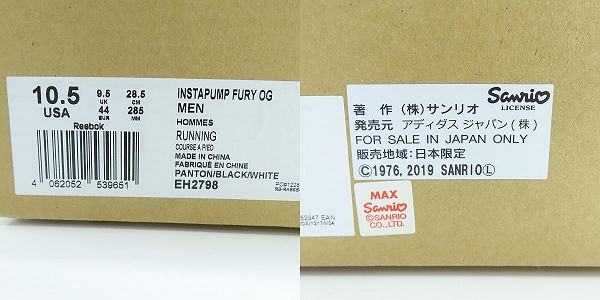 10.5
USA
9.5
UK
28.5
CM
44
EUR
285
MM
Reebok
4 062052 539651
INSTAPUMP FURY OG
MEN
HOMMES
RUNNING
COURSE A PIED
MADE IN CHINA
FABRIQUÉ EN CHINE
PANTON/BLACK/WHITE
EH2798
Sanrio
LICENSE
著 作 (株)サンリオ
発売元 アディダス ジャパン(株)
FOR SALE IN JAPAN ONLY
販売地域:日本限定
©1976, 2019 SANRIOⓁ
MAX
Sanrio
©SANRIO
CO.,LTD.
52947 EAN